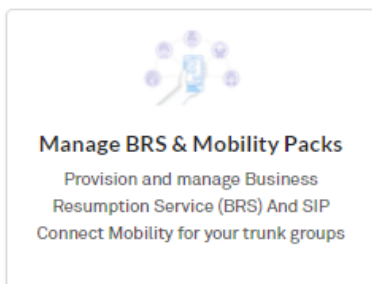 Manage BRS & Mobility Packs
Provision and manage Business
Resumption Service (BRS) And SIP
Connect Mobility for your trunk groups